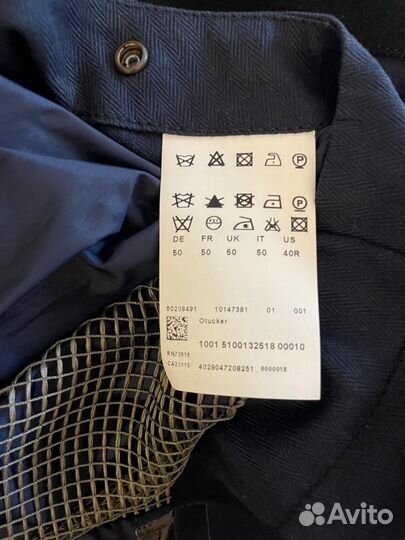 P
P
DE FR UK IT US
50 50 50 50 40R
50208491 10147381 01 001
Otucker
1001 5100132518 00010
RN73616
CA23115 4029047208251 6000018
Avito